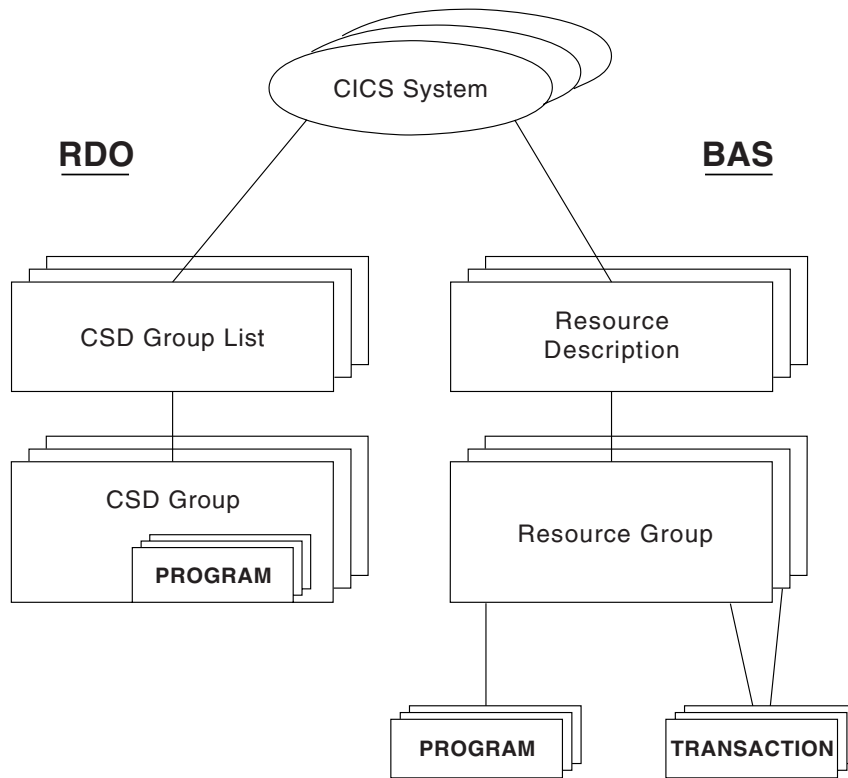 CICS System
RDO
BAS
CSD Group List
Resource
Description
CSD Group
PROGRAM
Resource Group
PROGRAM
TRANSACTION